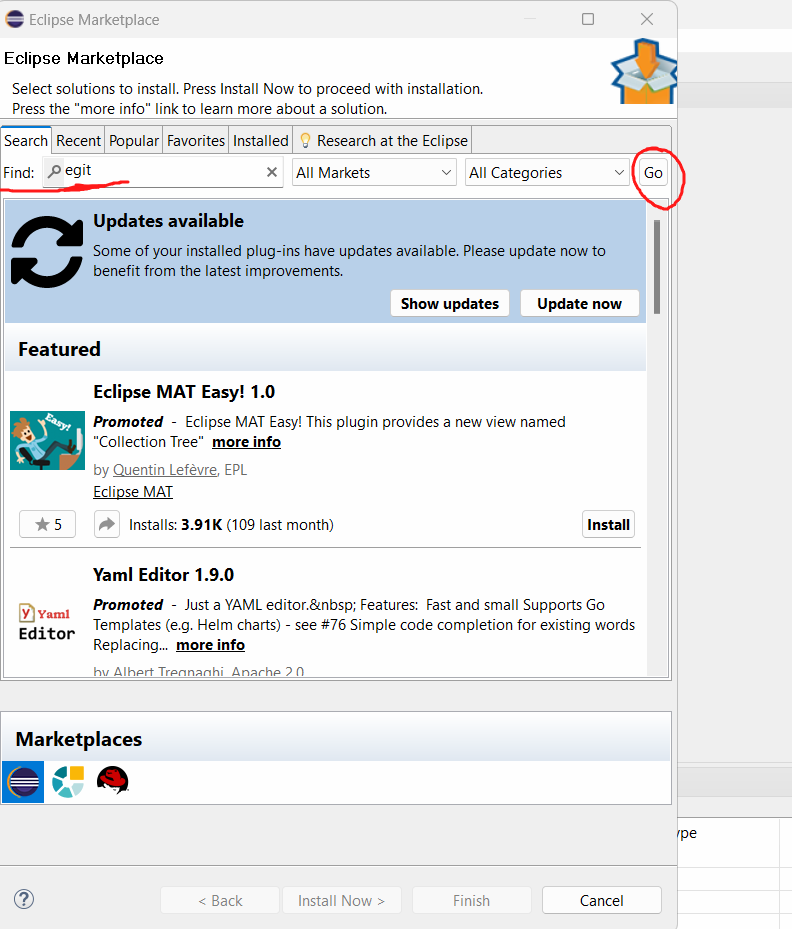 Eclipse Marketplace
Eclipse Marketplace
Select solutions to install. Press Install Now to proceed with installation.
Press the "more info" link to learn more about a solution.
Search Recent Popular Favorites Installed Research at the Eclipse
Find: egit All Markets All Categories Go
Updates available
Some of your installed plug-ins have updates available. Please update now to
benefit from the latest improvements.
Show updates Update now
Featured
Eclipse MAT Easy! 1.0
Easy!
Promoted - Eclipse MAT Easy! This plugin provides a new view named
"Collection Tree" more info
by Quentin Lefèvre, EPL
Eclipse MAT
5 Installs: 3.91K (109 last month) Install
Yaml Editor 1.9.0
Promoted - Just a YAML editor.&nbsp; Features: Fast and small Supports Go
Y Yaml
Templates (e.g. Helm charts) - see #76 Simple code completion for existing words
Editor
Replacing... more info
by Albert Tregnaghi, Apache 2.0
Marketplaces
ype
? < Back Install Now > Finish Cancel